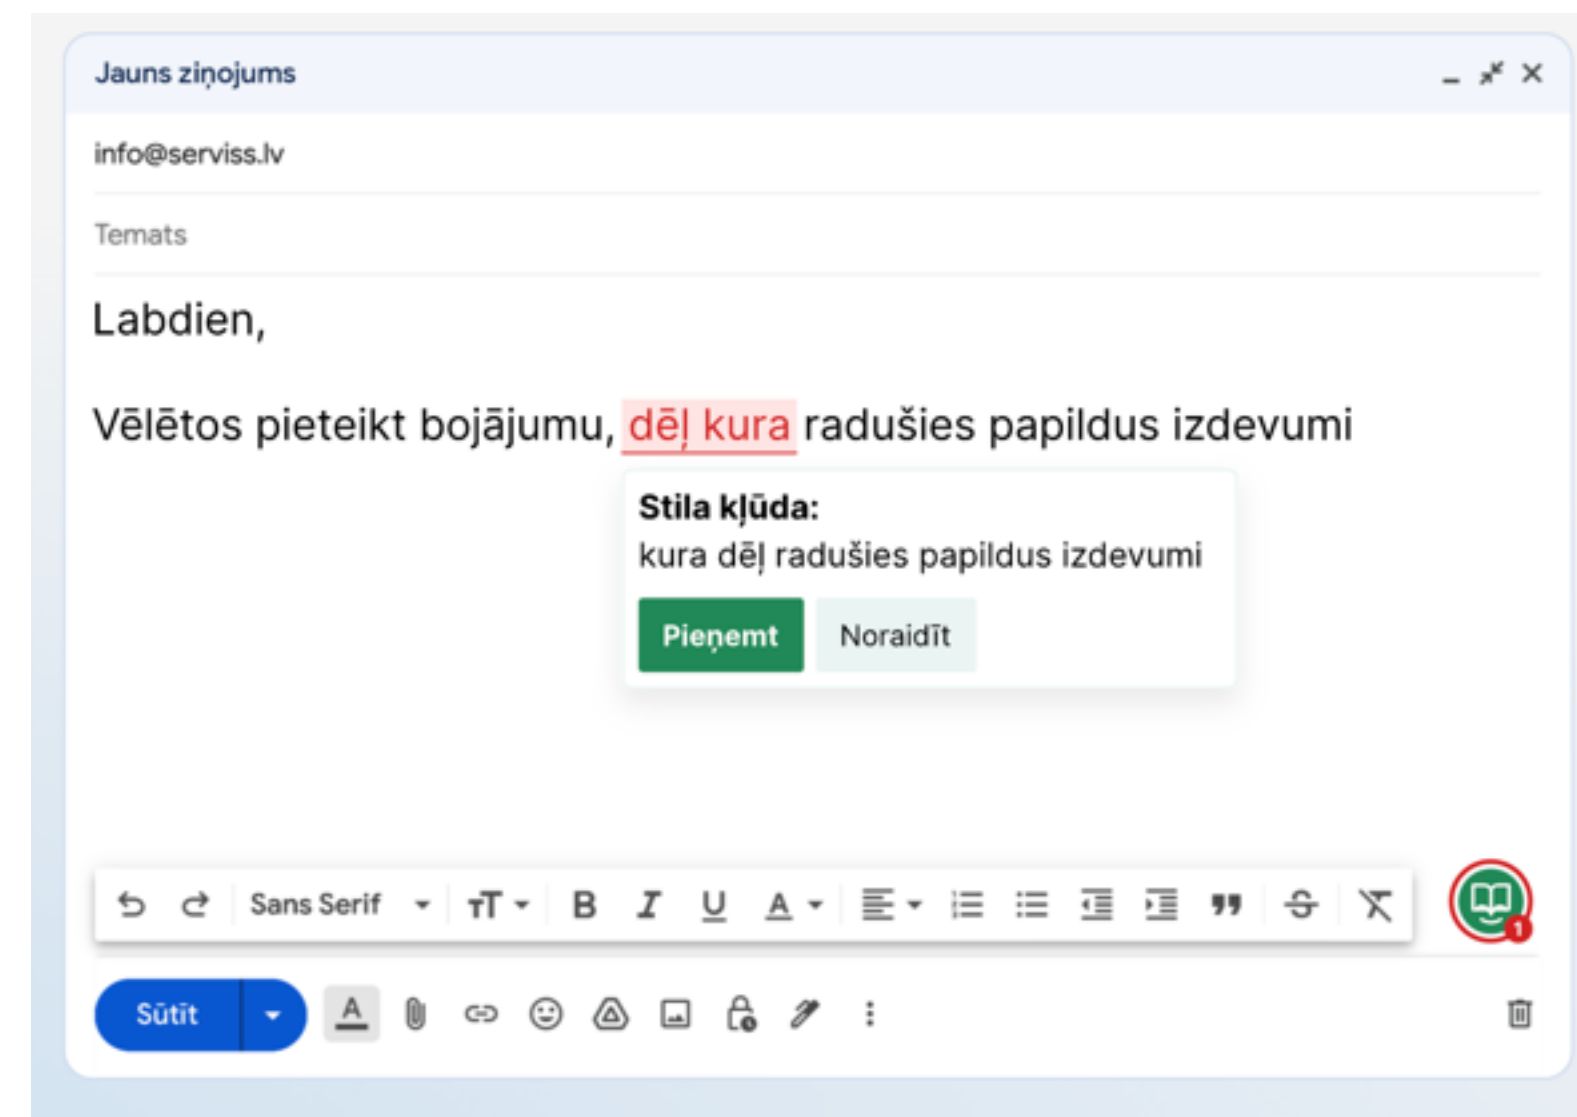 Jauns ziņojums
info@serviss.lv
Temats
Labdien,
Vēlētos pieteikt bojājumu, dēļ kura radušies papildus izdevumi
Stila kļūda:
kura dēļ radušies papildus izdevumi
Pieņemt Noraidīt
Sans Serif
1
Sūtīt